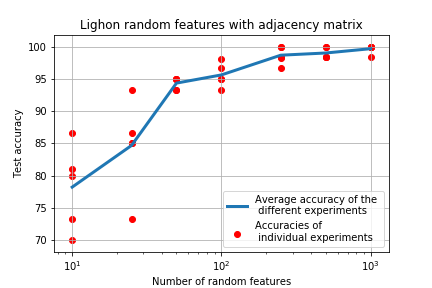 Lighon random features with adjacency matrix
Test accuracy
100
95
90
85
80
75
70
Average accuracy of the
different experiments
Accuracies of
individual experiments
10¹
10²
10³
Number of random features